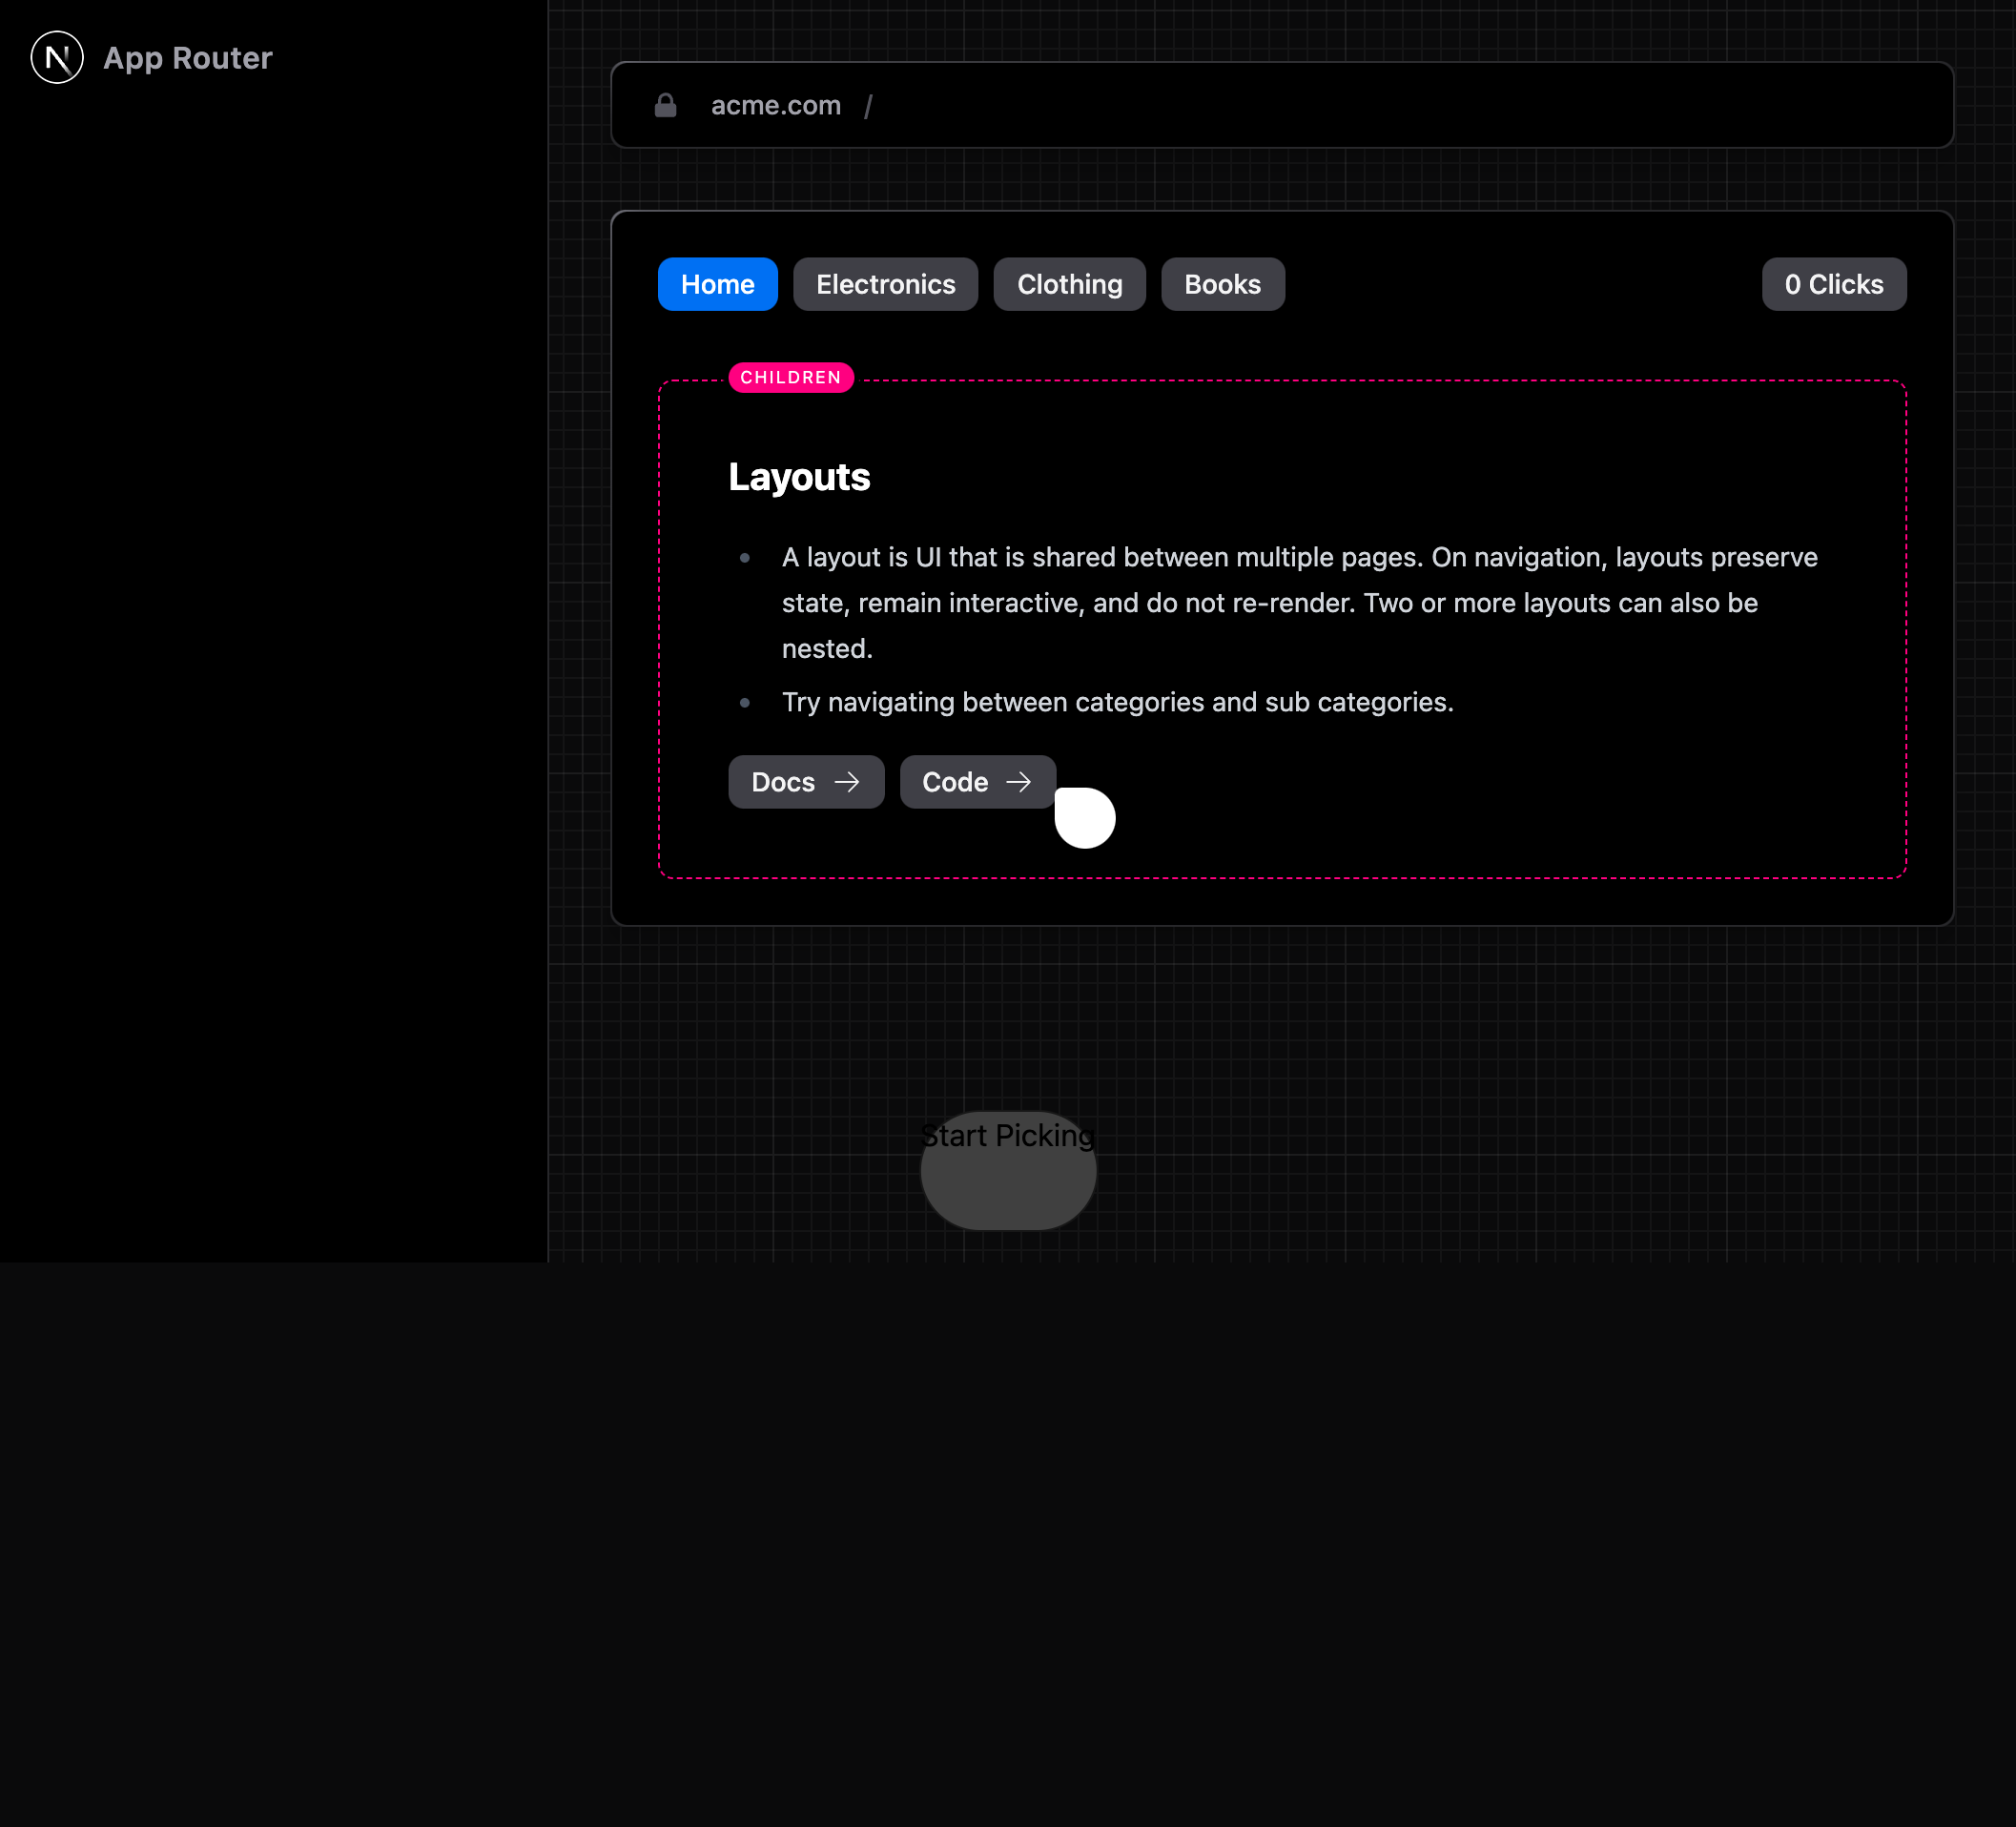 N App Router
acme.com /
Home Electronics Clothing Books 0 Clicks
CHILDREN
Layouts
A layout is UI that is shared between multiple pages. On navigation, layouts preserve
state, remain interactive, and do not re-render. Two or more layouts can also be
nested.
Try navigating between categories and sub categories.
Docs → Code →
Start Picking